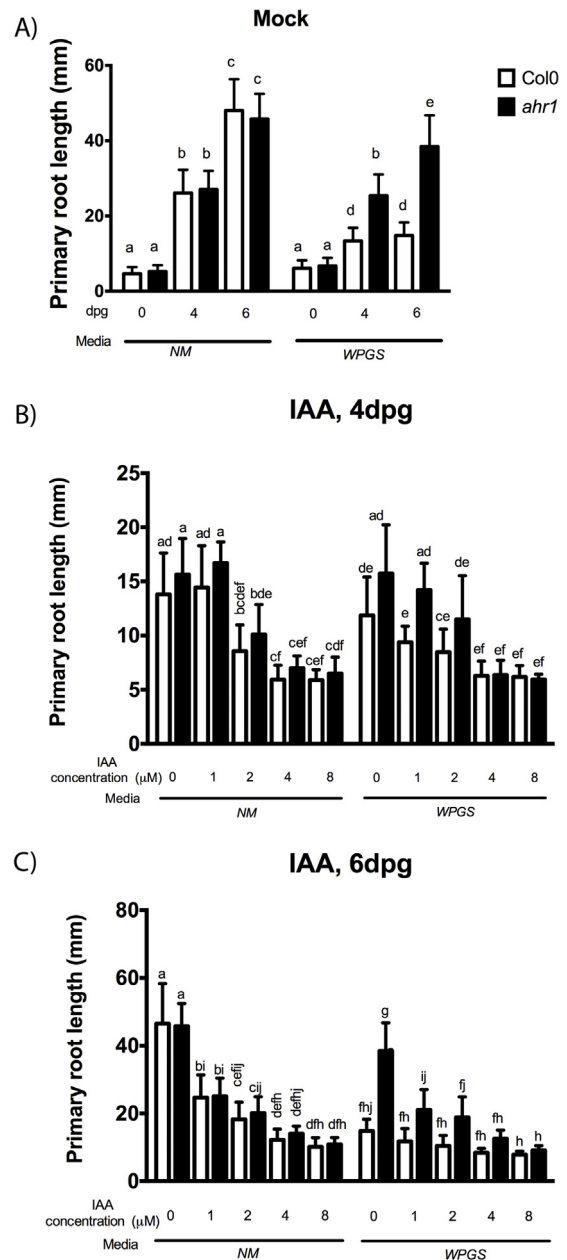 A)
Mock
Primary root length (mm)
60
40
20
0
a a b b c c a a d b d e
Col0
ahr1
dpg 0 4 6 0 4 6
Media NM WPGS
B)
IAA, 4dpg
Primary root length (mm)
25
20
15
10
5
0
ad a ad a bcdef bde cf cef cef cdf de ad e ad ce de ef ef ef ef
IAA
concentration (μM) 0 1 2 4 8 0 1 2 4 8
Media NM WPGS
C)
IAA, 6dpg
Primary root length (mm)
80
60
40
20
0
a a bi bi cefij cij defh defhj dfh dfh fhj g fh ij fh fj fh fh h h
IAA
concentration (μM) 0 1 2 4 8 0 1 2 4 8
Media NM WPGS